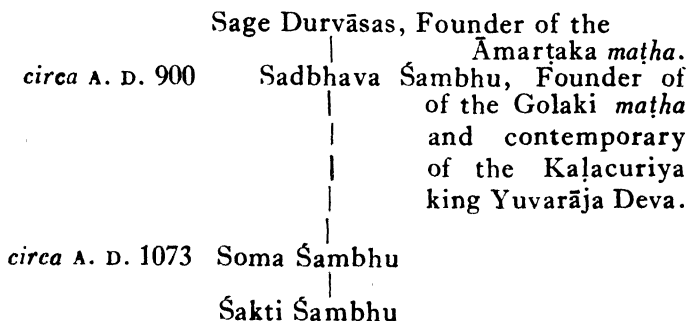 Sage Durvāsas, Founder of the
Āmarṭaka maṭha.
circa A. D. 900 Sadbhava Śambhu, Founder of
of the Golaki maṭha
and contemporary
of the Kaḷacuriya
king Yuvarāja Deva.
circa A. D. 1073 Soma Śambhu
Śakti Śambhu